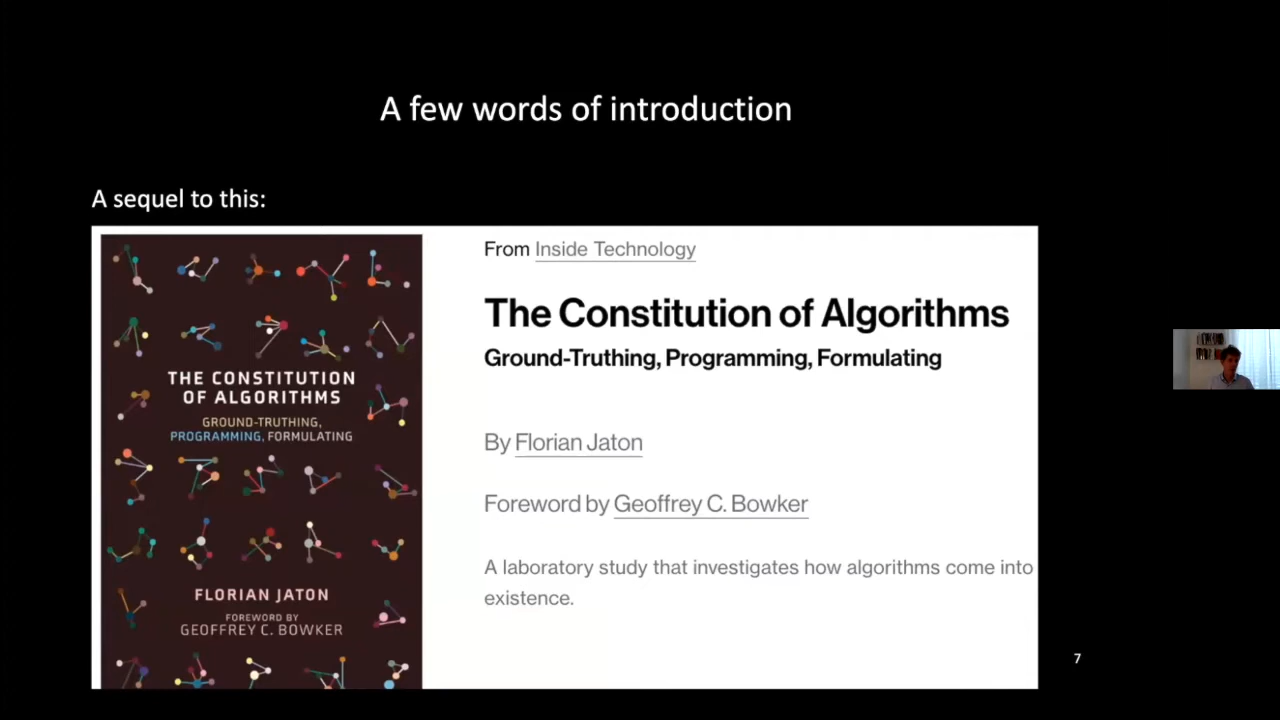 A few words of introduction
A sequel to this:
THE CONSTITUTION
OF ALGORITHMS
GROUND-TRUTHING,
PROGRAMMING, FORMULATING
FLORIAN JATON
FOREWORD BY
GEOFFREY C. BOWKER
From Inside Technology
The Constitution of Algorithms
Ground-Truthing, Programming, Formulating
By Florian Jaton
Foreword by Geoffrey C. Bowker
A laboratory study that investigates how algorithms come into
existence.
7